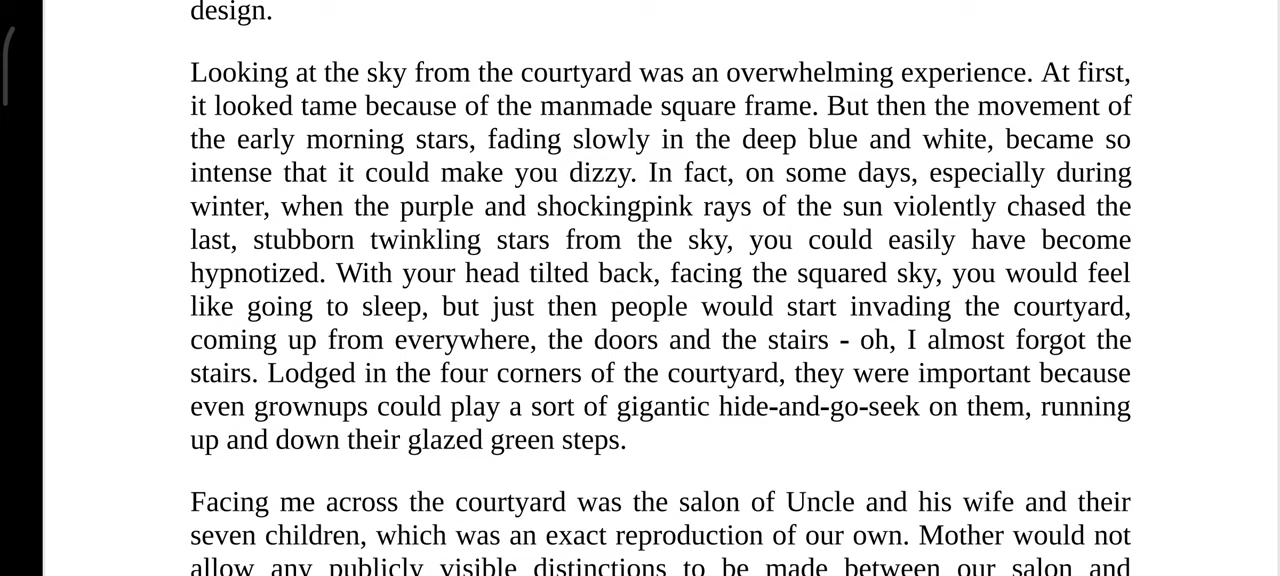 design.
Looking at the sky from the courtyard was an overwhelming experience. At first,
it looked tame because of the manmade square frame. But then the movement of
the early morning stars, fading slowly in the deep blue and white, became so
intense that it could make you dizzy. In fact, on some days, especially during
winter, when the purple and shockingpink rays of the sun violently chased the
last, stubborn twinkling stars from the sky, you could easily have become
hypnotized. With your head tilted back, facing the squared sky, you would feel
like going to sleep, but just then people would start invading the courtyard,
coming up from everywhere, the doors and the stairs - oh, I almost forgot the
stairs. Lodged in the four corners of the courtyard, they were important because
even grownups could play a sort of gigantic hide-and-go-seek on them, running
up and down their glazed green steps.
Facing me across the courtyard was the salon of Uncle and his wife and their
seven children, which was an exact reproduction of our own. Mother would not
allow any publicly visible distinctions to be made between our salon and